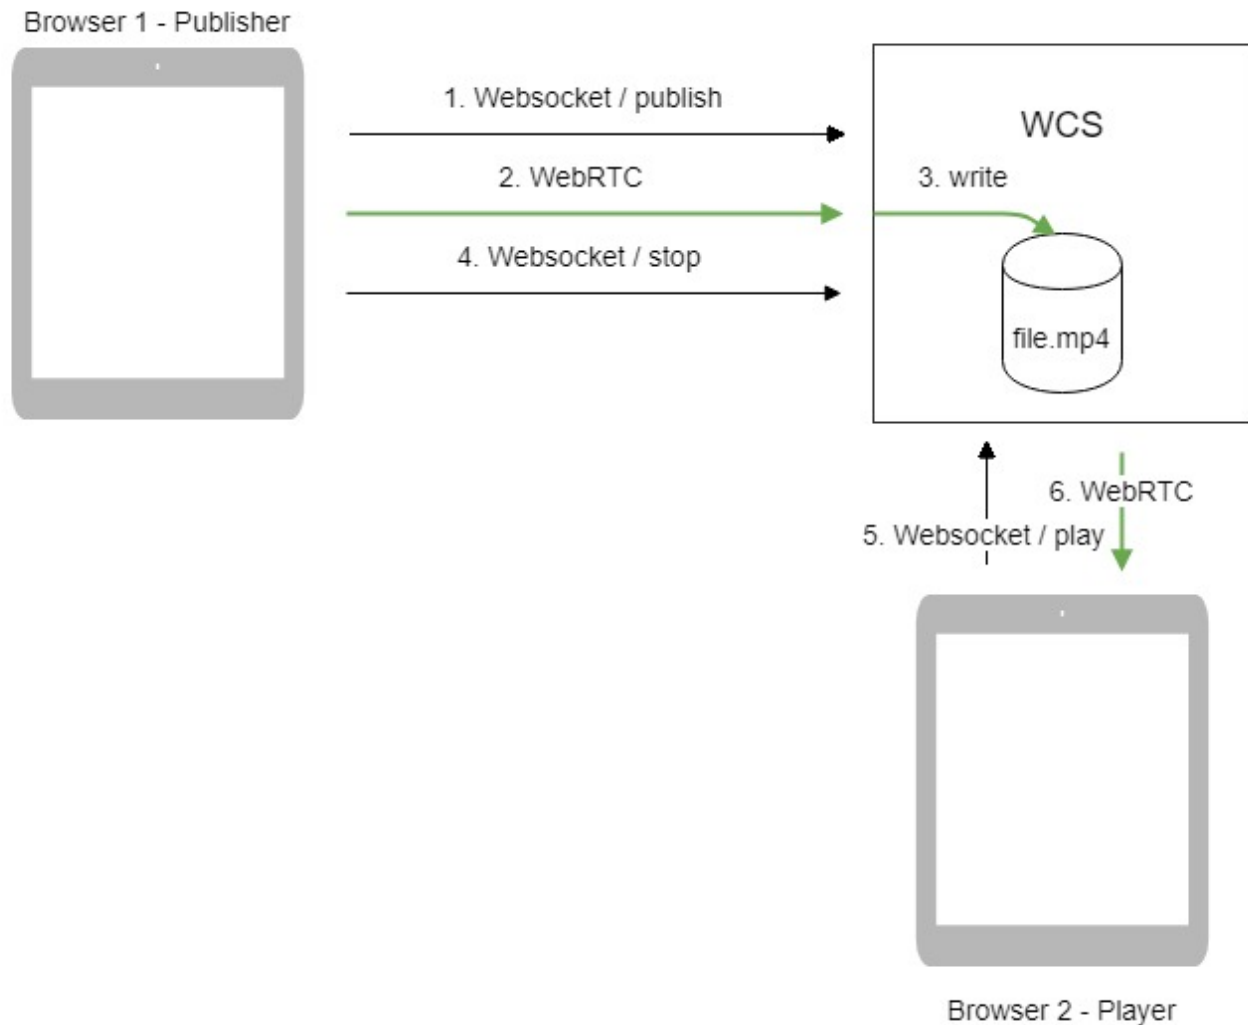 Browser 1 - Publisher
1. Websocket / publish
WCS
2. WebRTC
3. write
4. Websocket / stop
file.mp4
6. WebRTC
5. Websocket / play
Browser 2 - Player